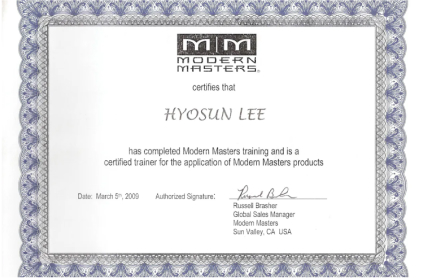 MM
MODERN
MASTERS®
certifies that
HYOSUN LEE
has completed Modern Masters training and is a
certified trainer for the application of Modern Masters products
Date: March 5th, 2009 Authorized Signature:
Russell Brasher
Global Sales Manager
Modern Masters
Sun Valley, CA USA